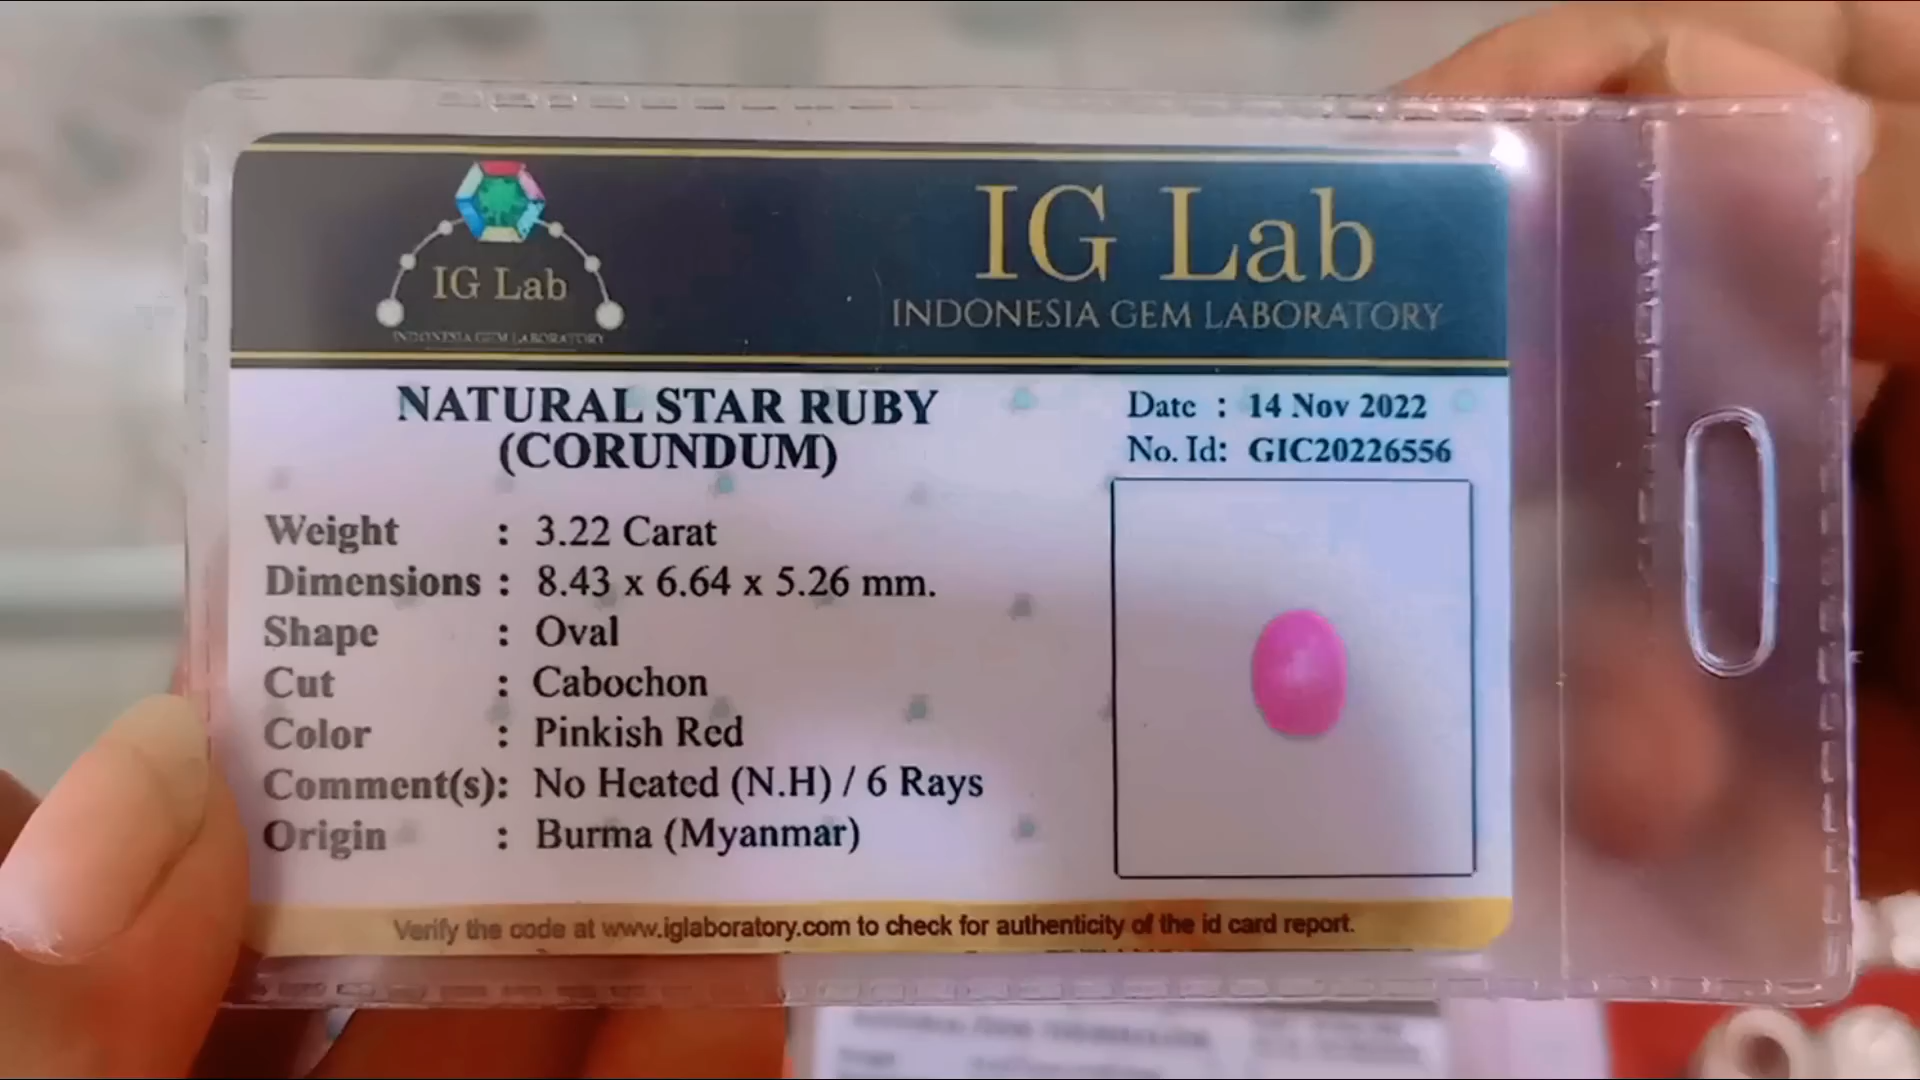 IG Lab
INDONESIA GEM LABORATORY
IG Lab
INDONESIA GEM LABORATORY
NATURAL STAR RUBY
(CORUNDUM)
Date : 14 Nov 2022
No. Id: GIC20226556
Weight : 3.22 Carat
Dimensions : 8.43 x 6.64 x 5.26 mm.
Shape : Oval
Cut : Cabochon
Color : Pinkish Red
Comment(s): No Heated (N.H) / 6 Rays
Origin : Burma (Myanmar)
Verify the code at www.iglaboratory.com to check for authenticity of the id card report.